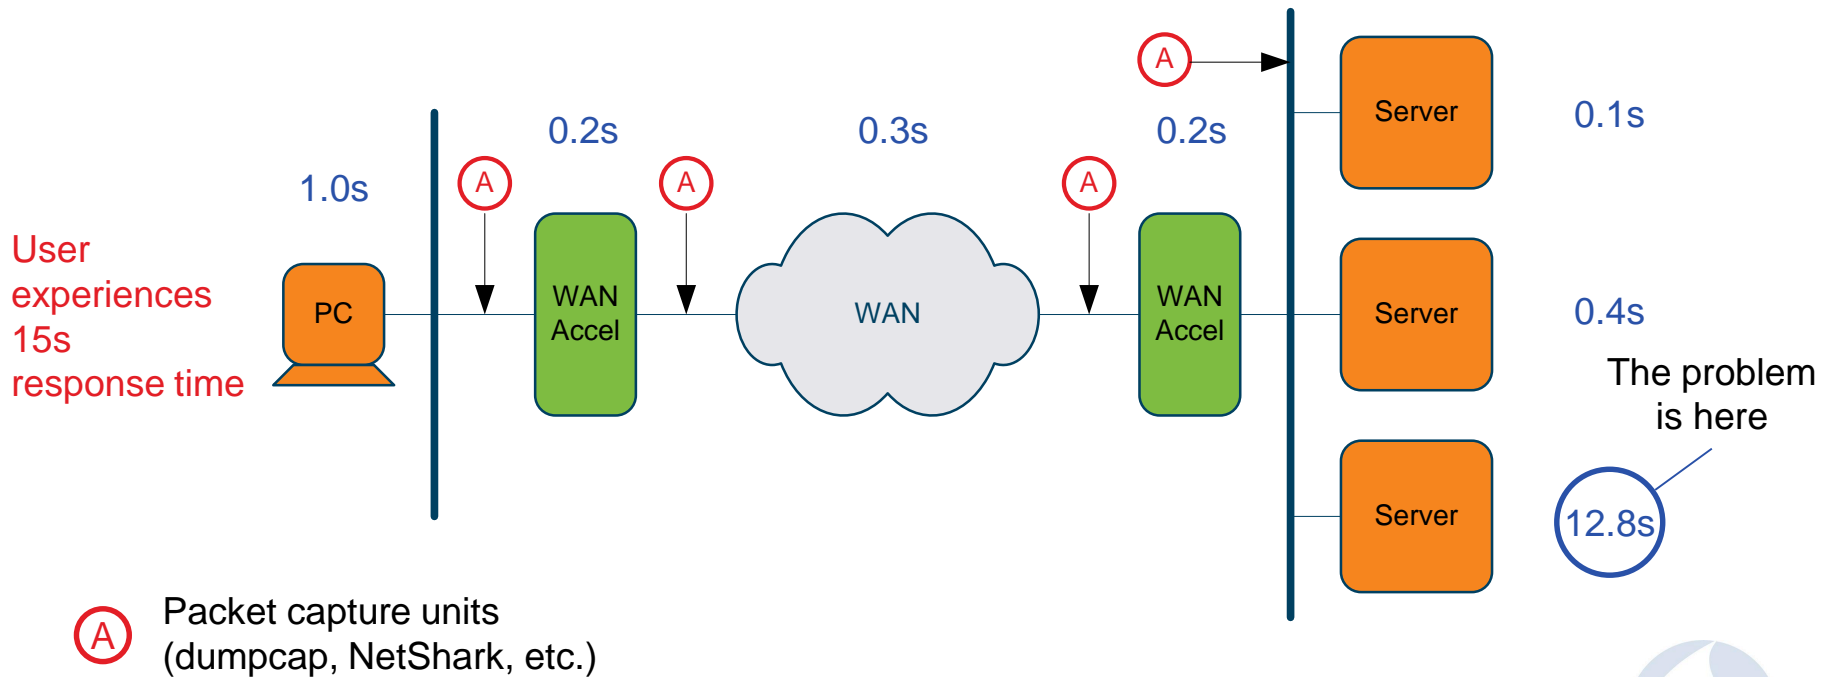 User
experiences
15s
response time
1.0s
PC
A
0.2s
WAN
Accel
A
0.3s
WAN
A
0.2s
WAN
Accel
A
Server
0.1s
Server
0.4s
The problem
is here
Server
12.8s
A
Packet capture units
(dumpcap, NetShark, etc.)